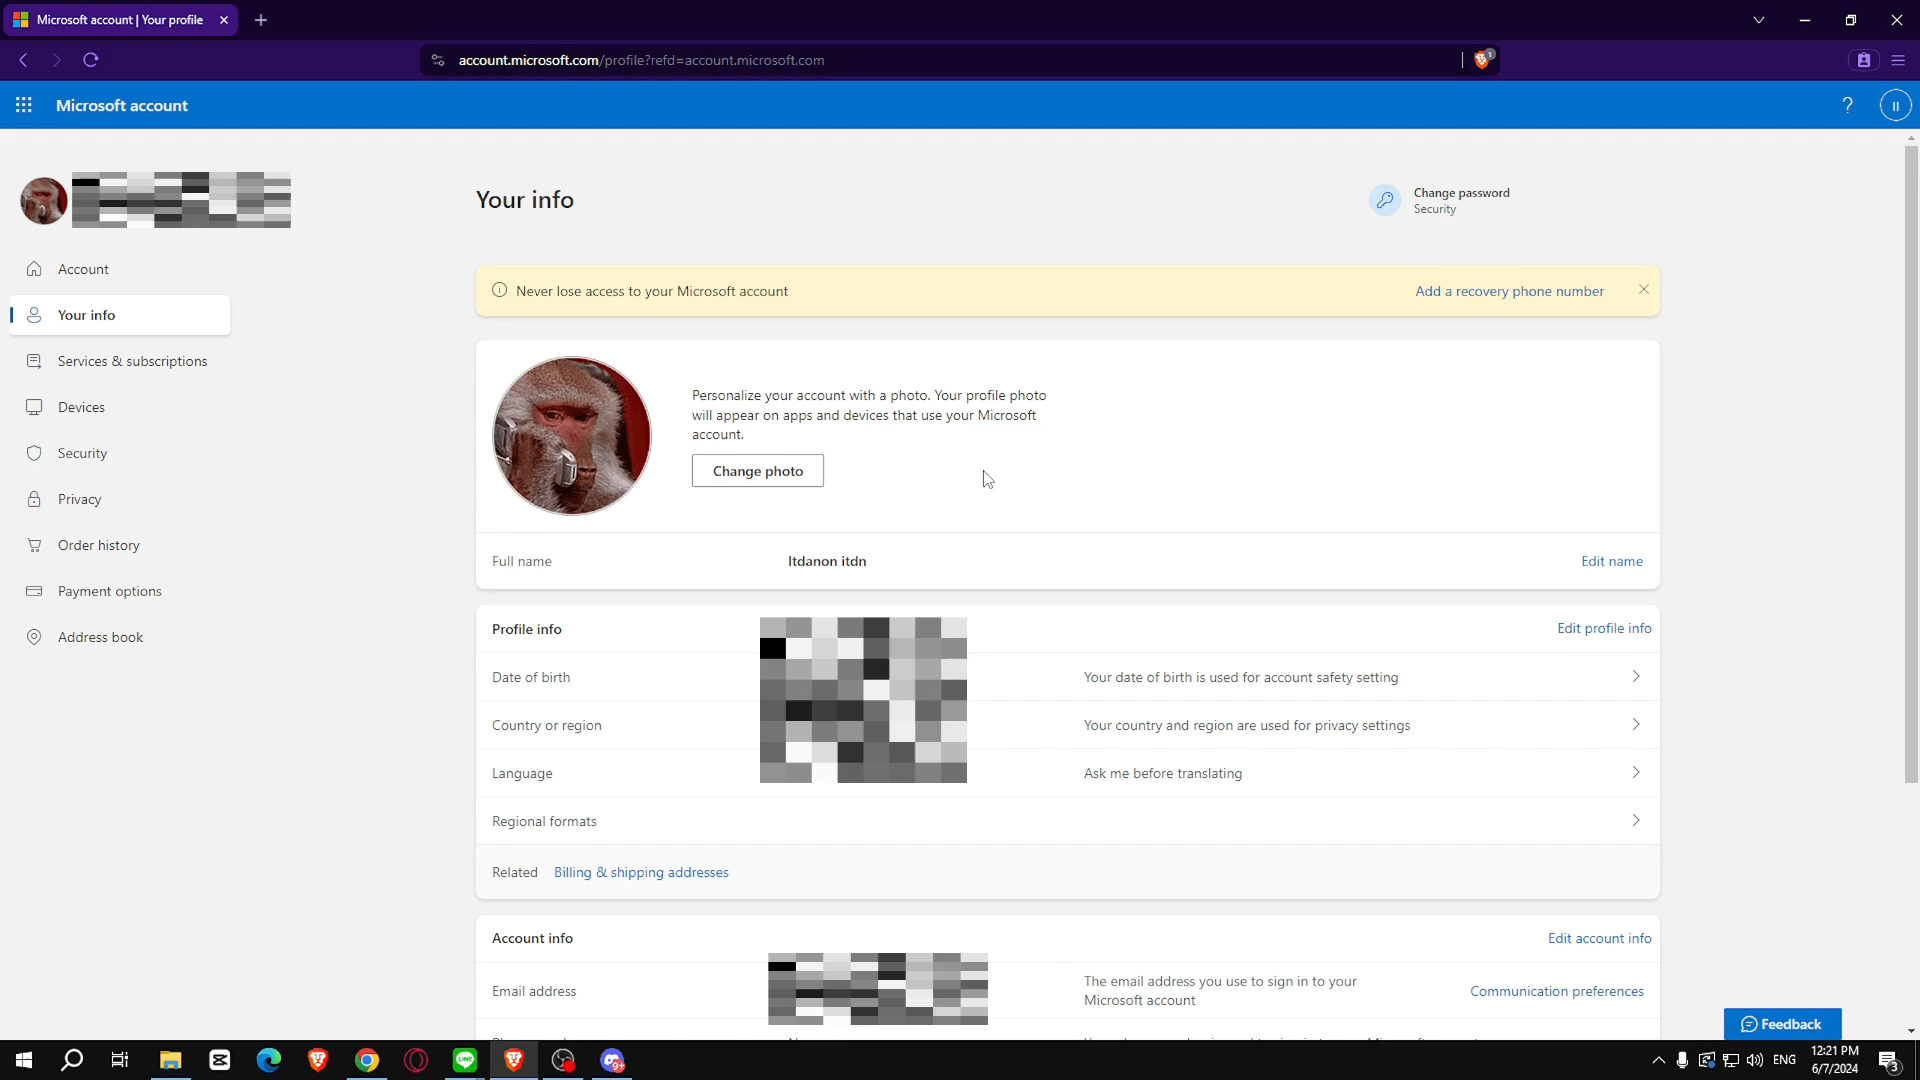 Microsoft account | Your profile
account.microsoft.com/profile?refd=account.microsoft.com
1
Microsoft account
?
II
Your info
Change password
Security
Account
Your info
Services & subscriptions
Devices
Security
Privacy
Order history
Payment options
Address book
Never lose access to your Microsoft account
Add a recovery phone number
Personalize your account with a photo. Your profile photo
will appear on apps and devices that use your Microsoft
account.
Change photo
Full name
Itdanon itdn
Edit name
Profile info
Edit profile info
Date of birth
Your date of birth is used for account safety setting
Country or region
Your country and region are used for privacy settings
Language
Ask me before translating
Regional formats
Related Billing & shipping addresses
Account info
Edit account info
Email address
The email address you use to sign in to your
Microsoft account
Communication preferences
Feedback
LINE
9+
ENG
12:21 PM
6/7/2024
3